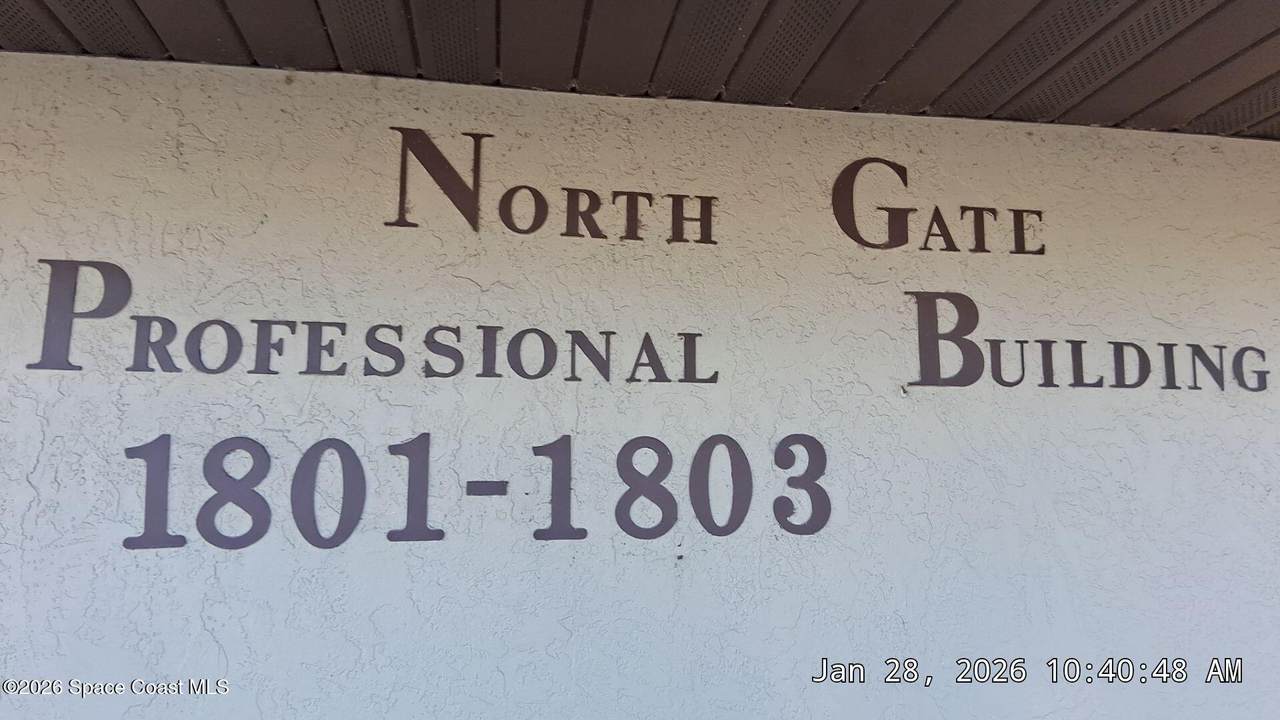 NORTH GATE
PROFESSIONAL BUILDING
1801-1803
Jan 28, 2026 10:40:48 AM
©2026 Space Coast MLS